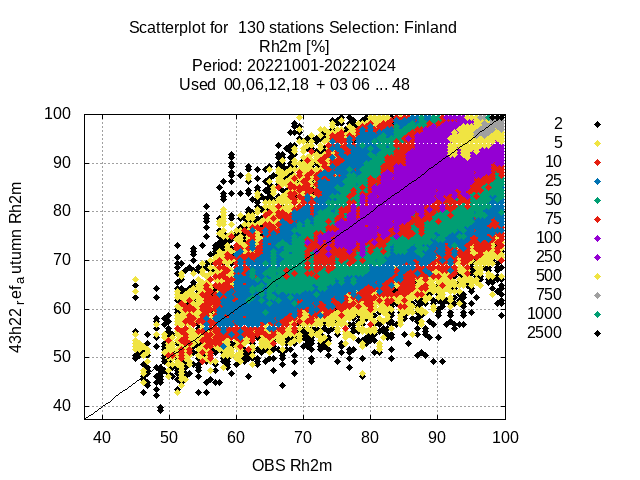 Scatterplot for  130 stations Selection: Finland
Rh2m [%]
Period: 20221001-20221024
Used  00,06,12,18  + 03 06 ... 48
43h22ᵣefₐutumn Rh2m
100
90
80
70
60
50
40
40 50 60 70 80 90 100
OBS Rh2m
2
5
10
25
50
75
100
250
500
750
1000
2500